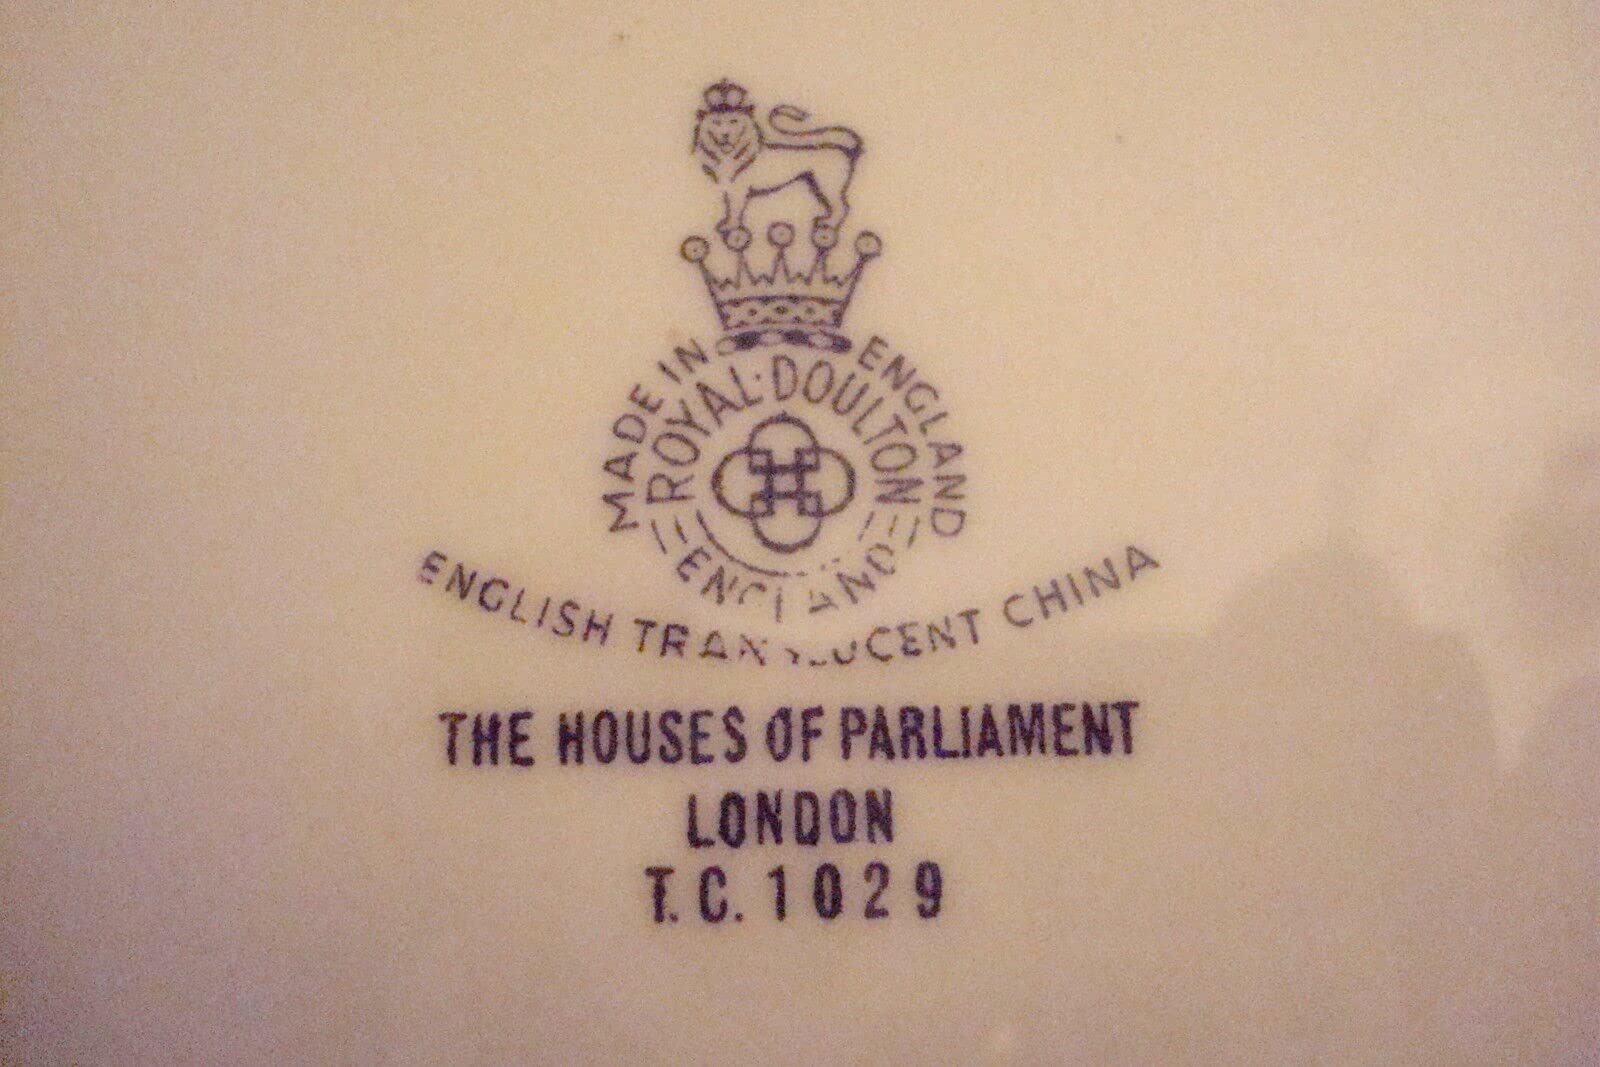 MADE IN ENGLAND
ROYAL·DOULTON
ENGLAND
ENGLISH TRANSLUCENT CHINA
THE HOUSES OF PARLIAMENT
LONDON
T.C.1029